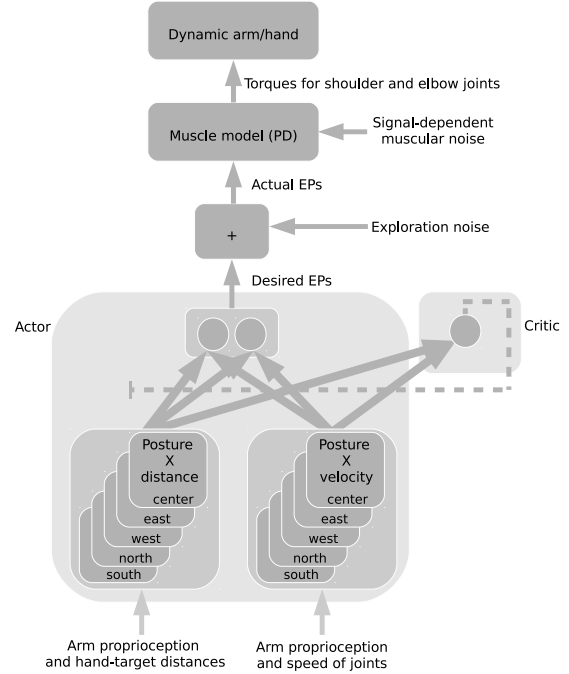 Dynamic arm/hand
Torques for shoulder and elbow joints
Muscle model (PD)
Signal-dependent
muscular noise
Actual EPs
+
Exploration noise
Desired EPs
Actor
Critic
Posture
X
distance
center
east
west
north
south
Posture
X
velocity
center
east
west
north
south
Arm proprioception
and hand-target distances
Arm proprioception
and speed of joints